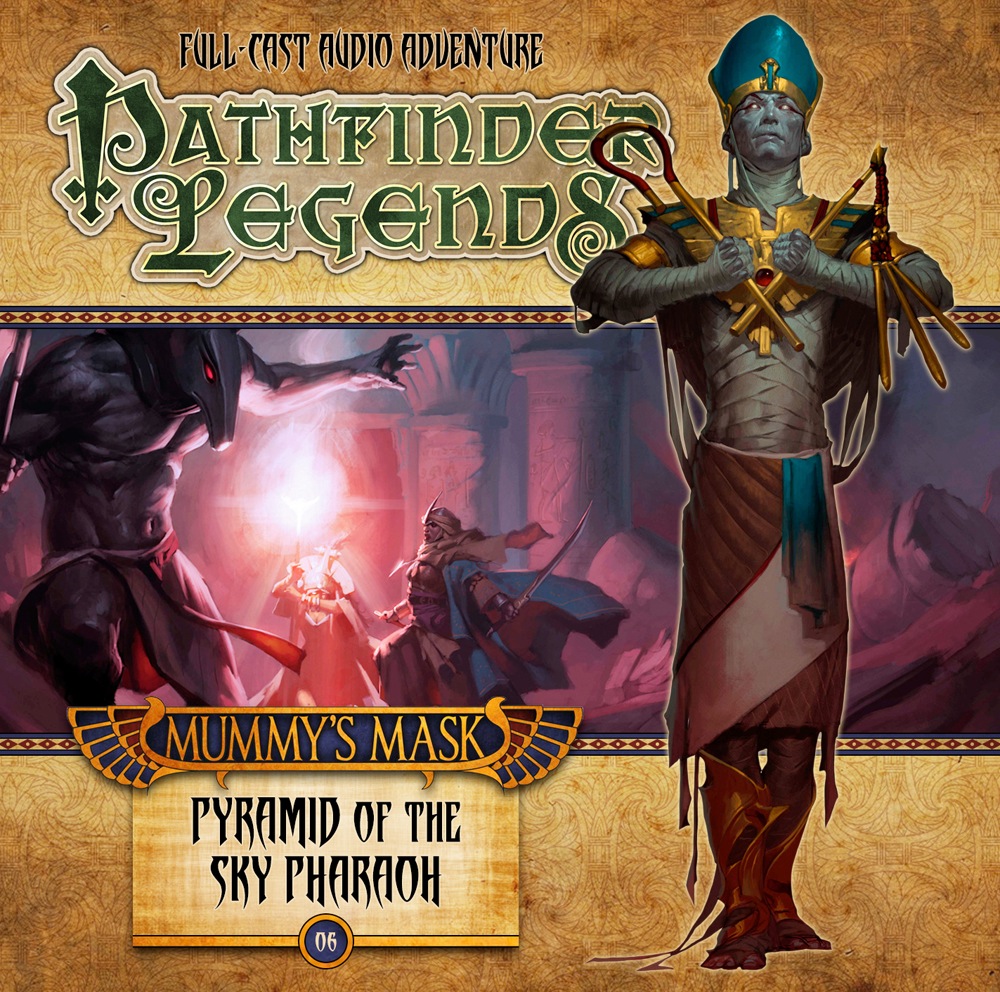 FULL-CAST AUDIO ADVENTURE
PATHFINDER
LEGENDS
MUMMY'S MASK
PYRAMID OF THE
SKY PHARAOH
06